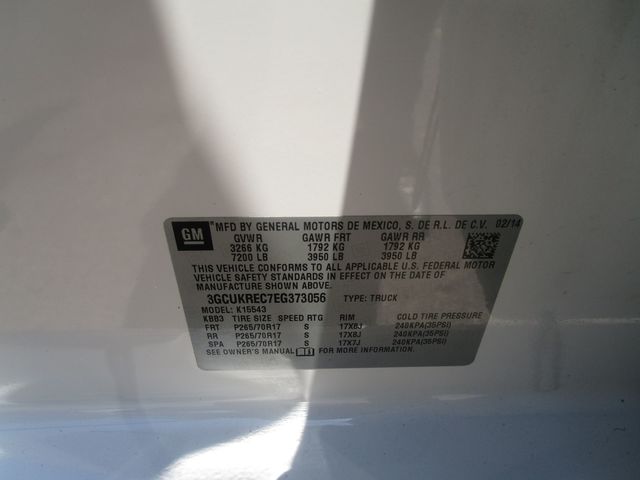 GM
MFD BY GENERAL MOTORS DE MEXICO, S. DE R.L. DE C.V. 02/14
GVWR GAWR FRT GAWR RR
3266 KG 1792 KG 1792 KG
7200 LB 3950 LB 3950 LB
THIS VEHICLE CONFORMS TO ALL APPLICABLE U.S. FEDERAL MOTOR
VEHICLE SAFETY STANDARDS IN EFFECT ON THE DATE OF
MANUFACTURE SHOWN ABOVE.
3GCUKREC7EG373056 TYPE: TRUCK
MODEL: K15543
KBB3 TIRE SIZE SPEED RTG RIM COLD TIRE PRESSURE
FRT P265/70R17 S 17X8J 240KPA(35PSI)
RR P265/70R17 S 17X8J 240KPA(35PSI)
SPA P265/70R17 S 17X7J 240KPA(35PSI)
SEE OWNER'S MANUAL FOR MORE INFORMATION.